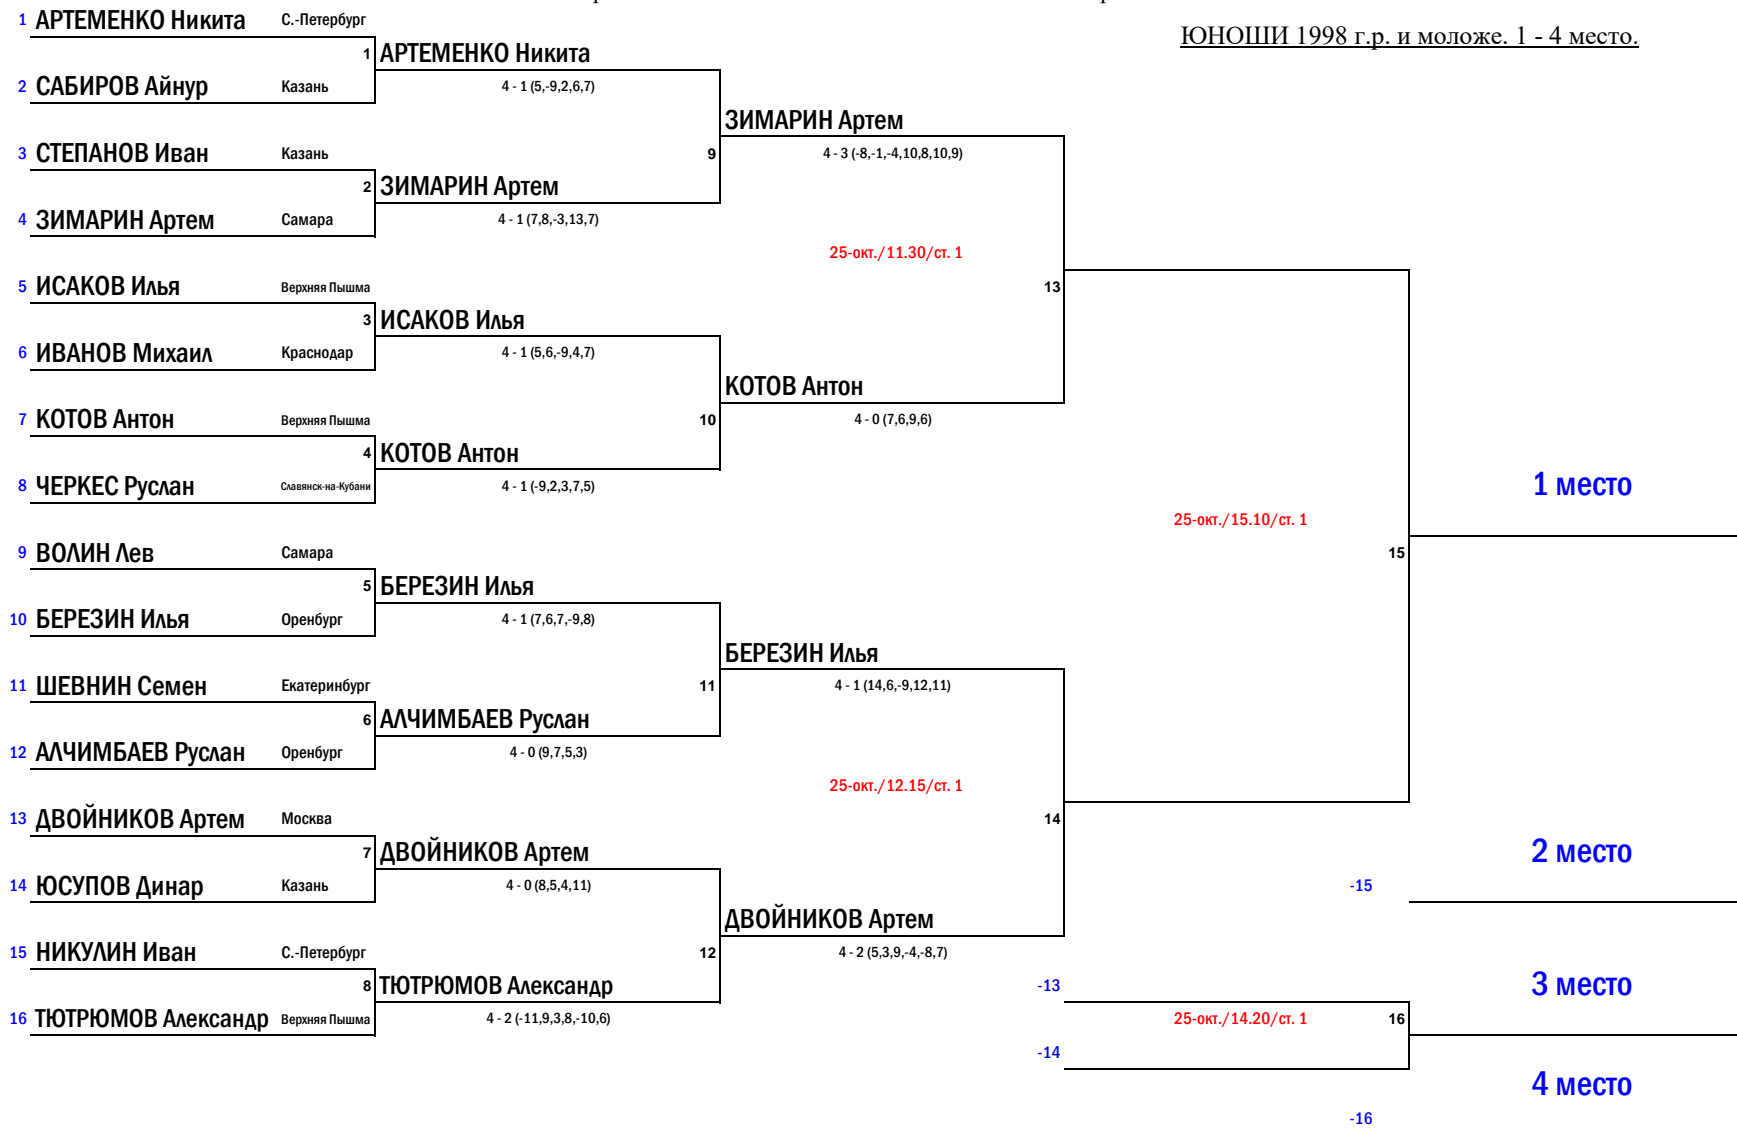 1 АРТЕМЕНКО Никита С.-Петербург
ЮНОШИ 1998 г.р. и моложе. 1 - 4 место.
1 АРТЕМЕНКО Никита
2 САБИРОВ Айнур Казань
4 - 1 (5,-9,2,6,7)
ЗИМАРИН Артем
3 СТЕПАНОВ Иван Казань
9
4 - 3 (-8,-1,-4,10,8,10,9)
2 ЗИМАРИН Артем
4 ЗИМАРИН Артем Самара
4 - 1 (7,8,-3,13,7)
25-окт./11.30/ст. 1
5 ИСАКОВ Илья Верхняя Пышма
13
3 ИСАКОВ Илья
6 ИВАНОВ Михаил Краснодар
4 - 1 (5,6,-9,4,7)
КОТОВ Антон
7 КОТОВ Антон Верхняя Пышма
10
4 - 0 (7,6,9,6)
4 КОТОВ Антон
8 ЧЕРКЕС Руслан Славянск-на-Кубани
4 - 1 (-9,2,3,7,5)
1 место
25-окт./15.10/ст. 1
9 ВОЛИН Лев Самара
15
5 БЕРЕЗИН Илья
10 БЕРЕЗИН Илья Оренбург
4 - 1 (7,6,7,-9,8)
БЕРЕЗИН Илья
11 ШЕВНИН Семен Екатеринбург
11
4 - 1 (14,6,-9,12,11)
6 АЛЧИМБАЕВ Руслан
12 АЛЧИМБАЕВ Руслан Оренбург
4 - 0 (9,7,5,3)
25-окт./12.15/ст. 1
13 ДВОЙНИКОВ Артем Москва
14
7 ДВОЙНИКОВ Артем
2 место
14 ЮСУПОВ Динар Казань
4 - 0 (8,5,4,11)
-15
ДВОЙНИКОВ Артем
15 НИКУЛИН Иван С.-Петербург
12
4 - 2 (5,3,9,-4,-8,7)
8 ТЮТРЮМОВ Александр
-13
3 место
16 ТЮТРЮМОВ Александр Верхняя Пышма
4 - 2 (-11,9,3,8,-10,6)
25-окт./14.20/ст. 1
16
-14
4 место
-16